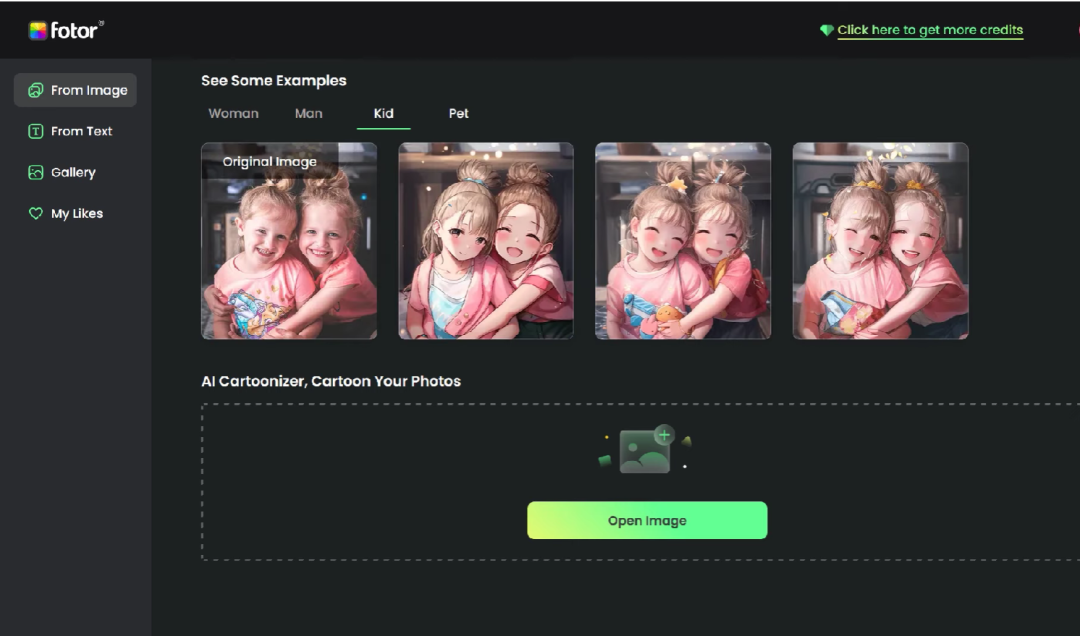 fotor
Click here to get more credits
From Image
From Text
Gallery
My Likes
See Some Examples
Woman Man Kid Pet
Original Image
AI Cartoonizer, Cartoon Your Photos
Open Image